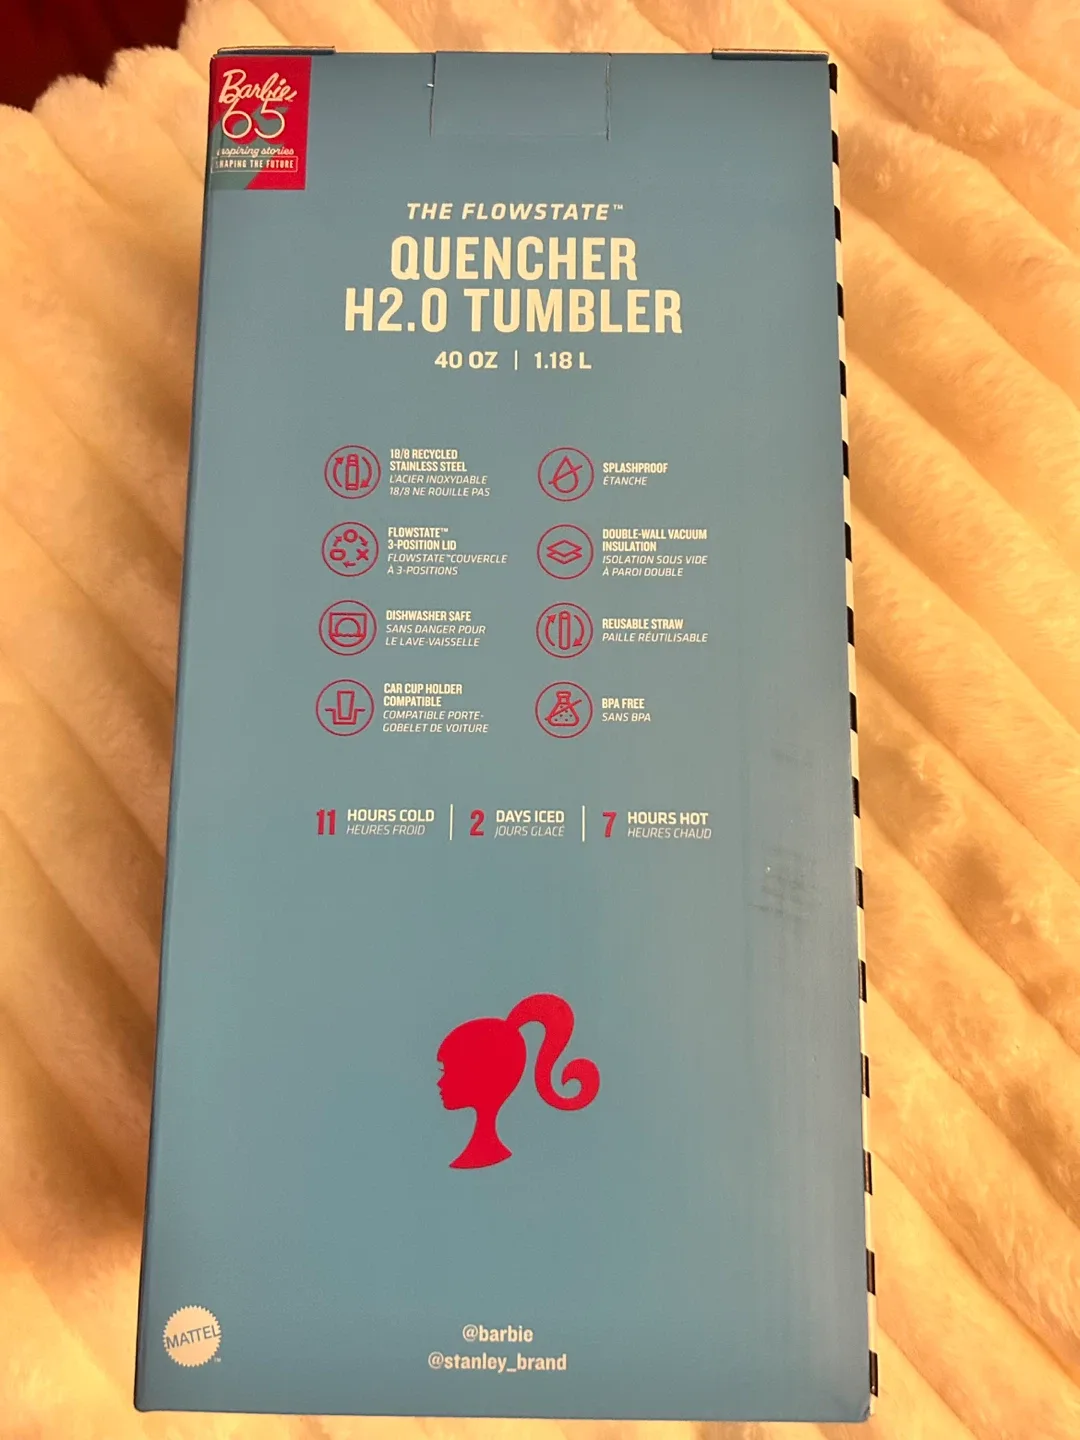 Barbie
65
inspiring stories
SHAPING THE FUTURE
THE FLOWSTATE™
QUENCHER
H2.0 TUMBLER
40 OZ | 1.18 L
18/8 RECYCLED
STAINLESS STEEL
L'ACIER INOXYDABLE
18/8 NE ROUILLE PAS
SPLASHPROOF
ÉTANCHE
FLOWSTATE™
3-POSITION LID
FLOWSTATE™COUVERCLE
À 3-POSITIONS
DOUBLE-WALL VACUUM
INSULATION
ISOLATION SOUS VIDE
À PAROI DOUBLE
DISHWASHER SAFE
SANS DANGER POUR
LE LAVE-VAISSELLE
REUSABLE STRAW
PAILLE RÉUTILISABLE
CAR CUP HOLDER
COMPATIBLE
COMPATIBLE PORTE-
GOBELET DE VOITURE
BPA FREE
SANS BPA
11 HOURS COLD
HEURES FROID
2 DAYS ICED
JOURS GLACÉ
7 HOURS HOT
HEURES CHAUD
MATTEL™
@barbie
@stanley_brand